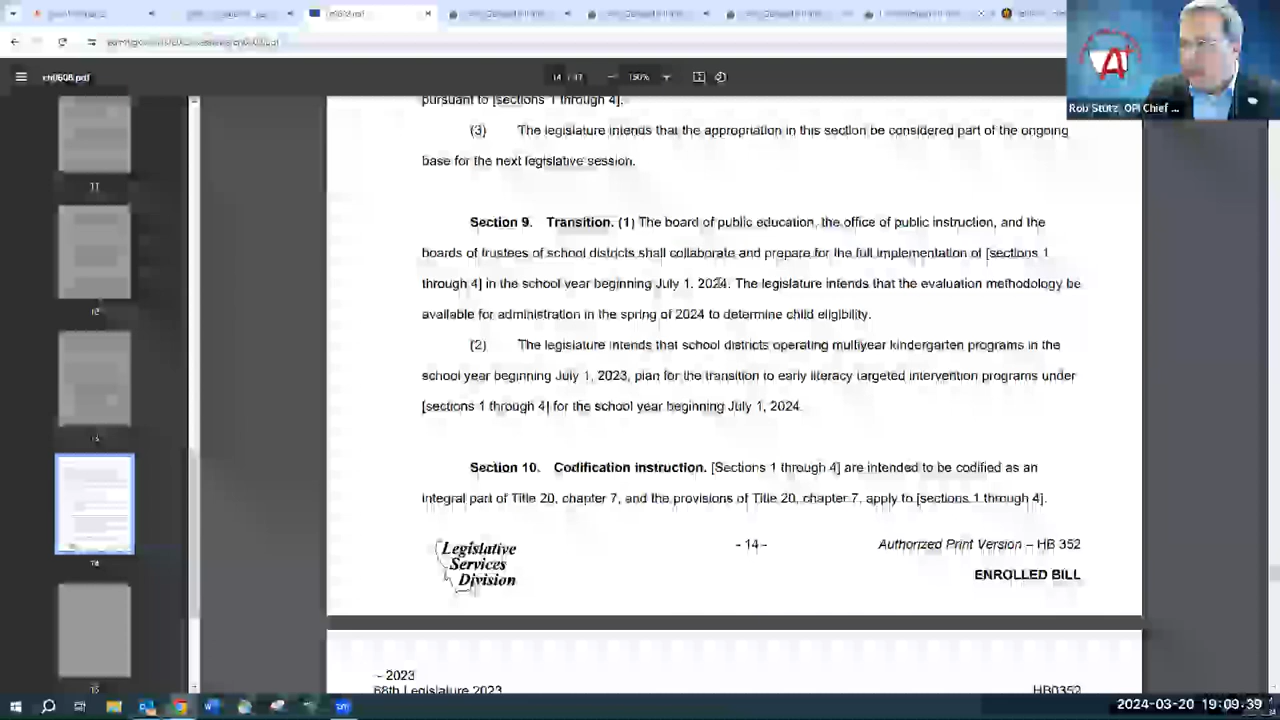 ch0608.pdf
14 / 17
150%
Rob Stutz, OPI Chief ...
pursuant to [sections 1 through 4].
(3) The legislature intends that the appropriation in this section be considered part of the ongoing
base for the next legislative session.
Section 9. Transition. (1) The board of public education, the office of public instruction, and the
boards of trustees of school districts shall collaborate and prepare for the full implementation of [sections 1
through 4] in the school year beginning July 1, 2024. The legislature intends that the evaluation methodology be
available for administration in the spring of 2024 to determine child eligibility.
(2) The legislature intends that school districts operating multiyear kindergarten programs in the
school year beginning July 1, 2023, plan for the transition to early literacy targeted intervention programs under
[sections 1 through 4] for the school year beginning July 1, 2024.
Section 10. Codification instruction. [Sections 1 through 4] are intended to be codified as an
integral part of Title 20, chapter 7, and the provisions of Title 20, chapter 7, apply to [sections 1 through 4].
Legislative
Services
Division
- 14 -
Authorized Print Version – HB 352
ENROLLED BILL
- 2023
68th Legislature 2023
HB0352
11
2024-03-20 19:09:39